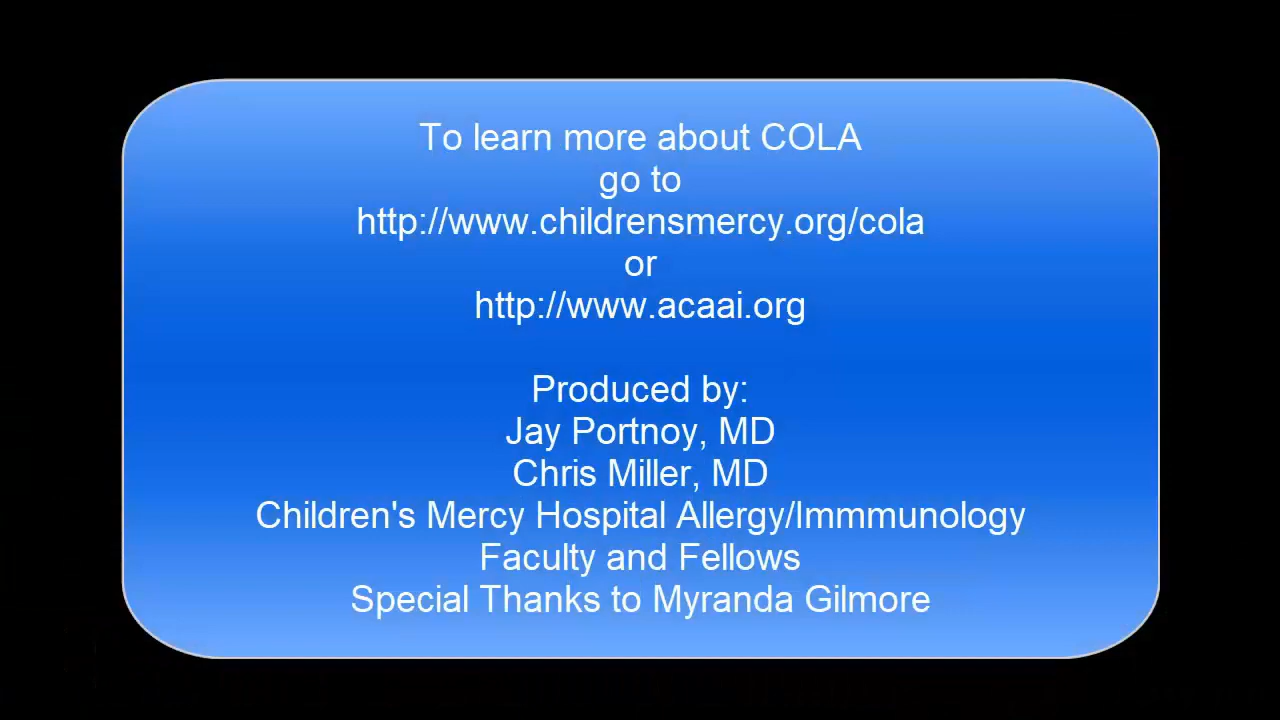 To learn more about COLA
go to
http://www.childrensmercy.org/cola
or
http://www.acaai.org
Produced by:
Jay Portnoy, MD
Chris Miller, MD
Children's Mercy Hospital Allergy/Immmunology
Faculty and Fellows
Special Thanks to Myranda Gilmore